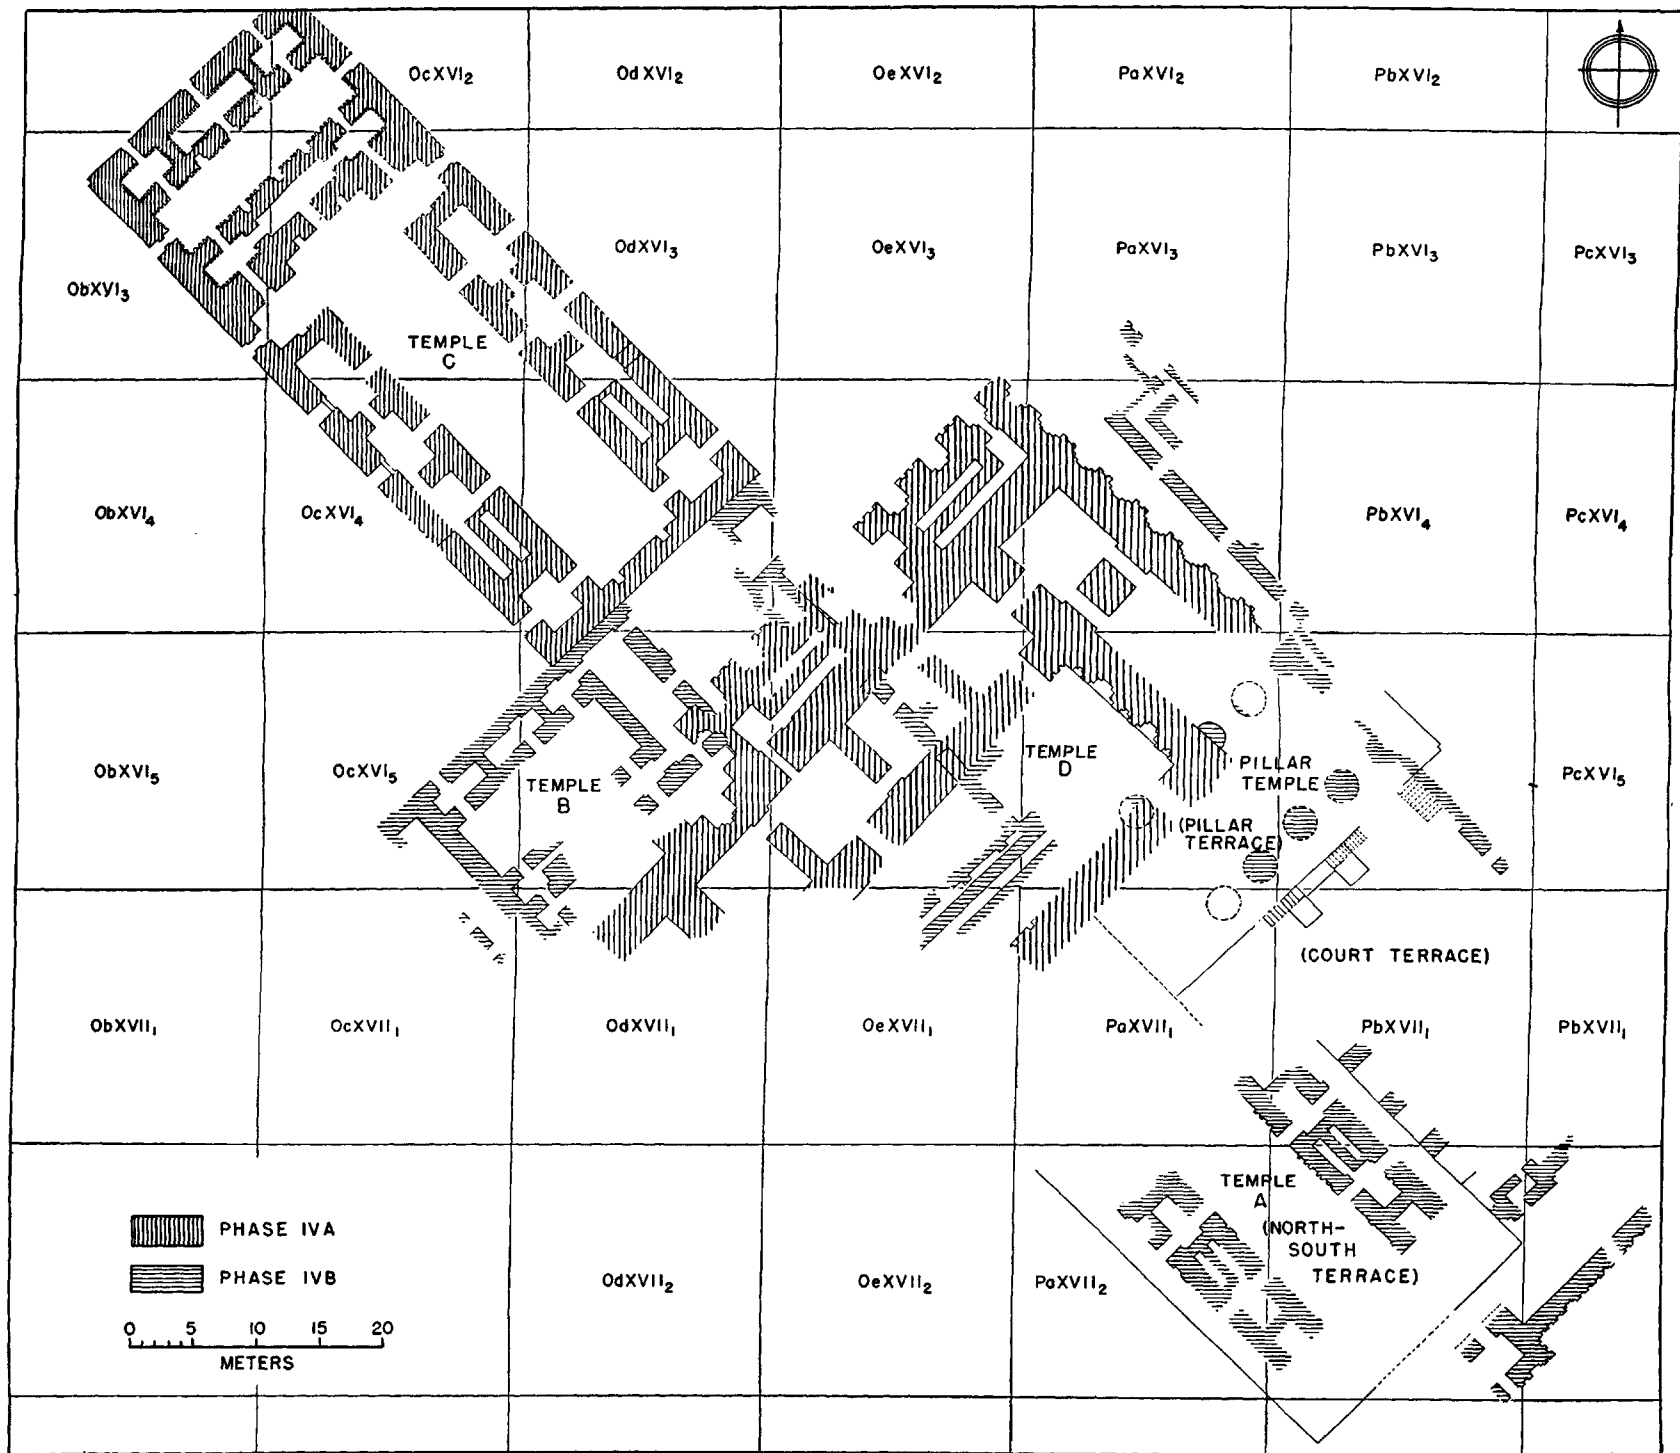 OcXVI₂ OdXVI₂ OeXVI₂ PaXVI₂ PbXVI₂
ObXVI₃ OdXVI₃ OeXVI₃ PaXVI₃ PbXVI₃ PcXVI₃
TEMPLE
C
ObXVI₄ OcXVI₄ PbXVI₄ PcXVI₄
ObXVI₅ OcXVI₅ PcXVI₅
TEMPLE
B
TEMPLE
D
PILLAR
TEMPLE
(PILLAR
TERRACE)
(COURT TERRACE)
ObXVII₁ OcXVII₁ OdXVII₁ OeXVII₁ PaXVII₁ PbXVII₁ PbXVII₁
TEMPLE
A
(NORTH-
SOUTH
TERRACE)
OdXVII₂ OeXVII₂ PaXVII₂
PHASE IVA
PHASE IVB
0 5 10 15 20
METERS